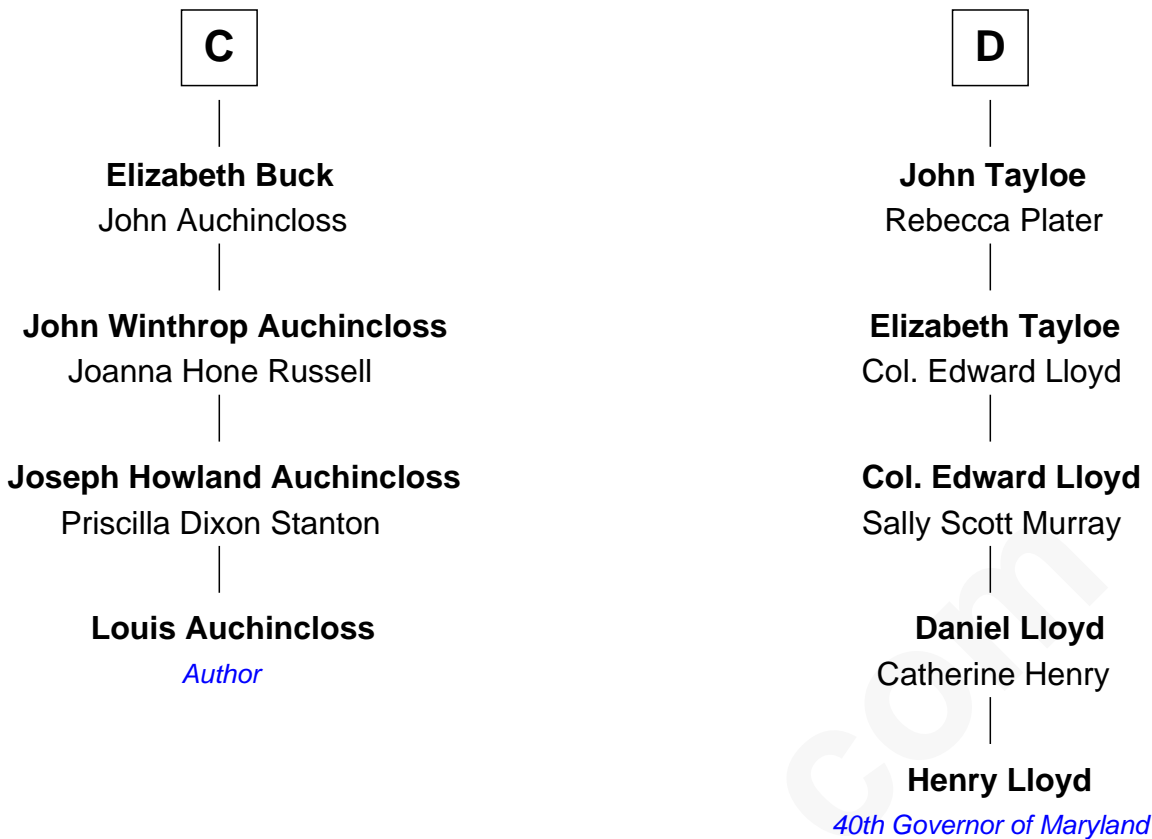 C
Elizabeth Buck
John Auchincloss
John Winthrop Auchincloss
Joanna Hone Russell
Joseph Howland Auchincloss
Priscilla Dixon Stanton
Louis Auchincloss
Author
D
John Tayloe
Rebecca Plater
Elizabeth Tayloe
Col. Edward Lloyd
Col. Edward Lloyd
Sally Scott Murray
Daniel Lloyd
Catherine Henry
Henry Lloyd
40th Governor of Maryland
com